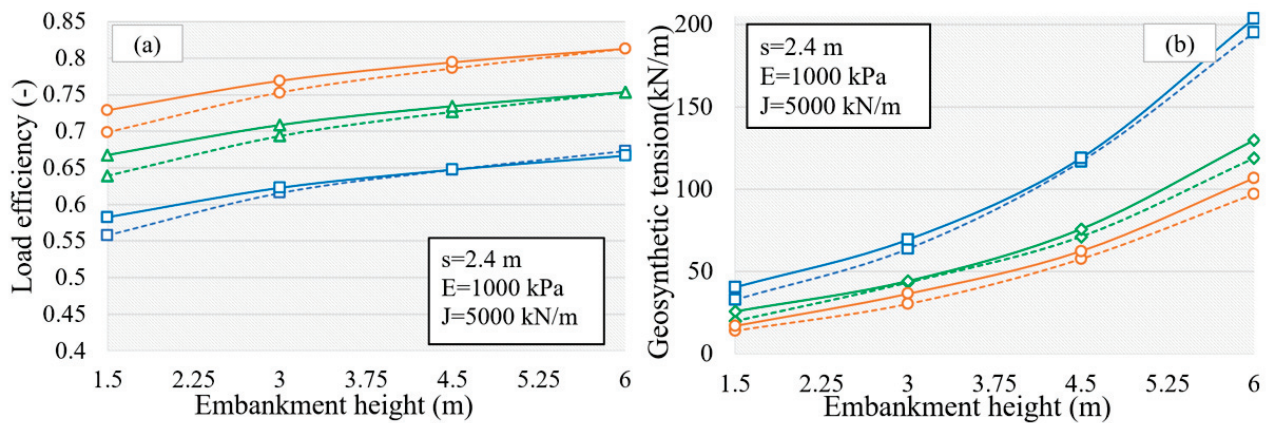 (a)
Load efficiency (-)
0.85
0.8
0.75
0.7
0.65
0.6
0.55
0.5
0.45
0.4
s=2.4 m
E=1000 kPa
J=5000 kN/m
1.5 2.25 3 3.75 4.5 5.25 6
Embankment height (m)
(b)
Geosynthetic tension(kN/m)
200
150
100
50
0
s=2.4 m
E=1000 kPa
J=5000 kN/m
1.5 2.25 3 3.75 4.5 5.25 6
Embankment height (m)